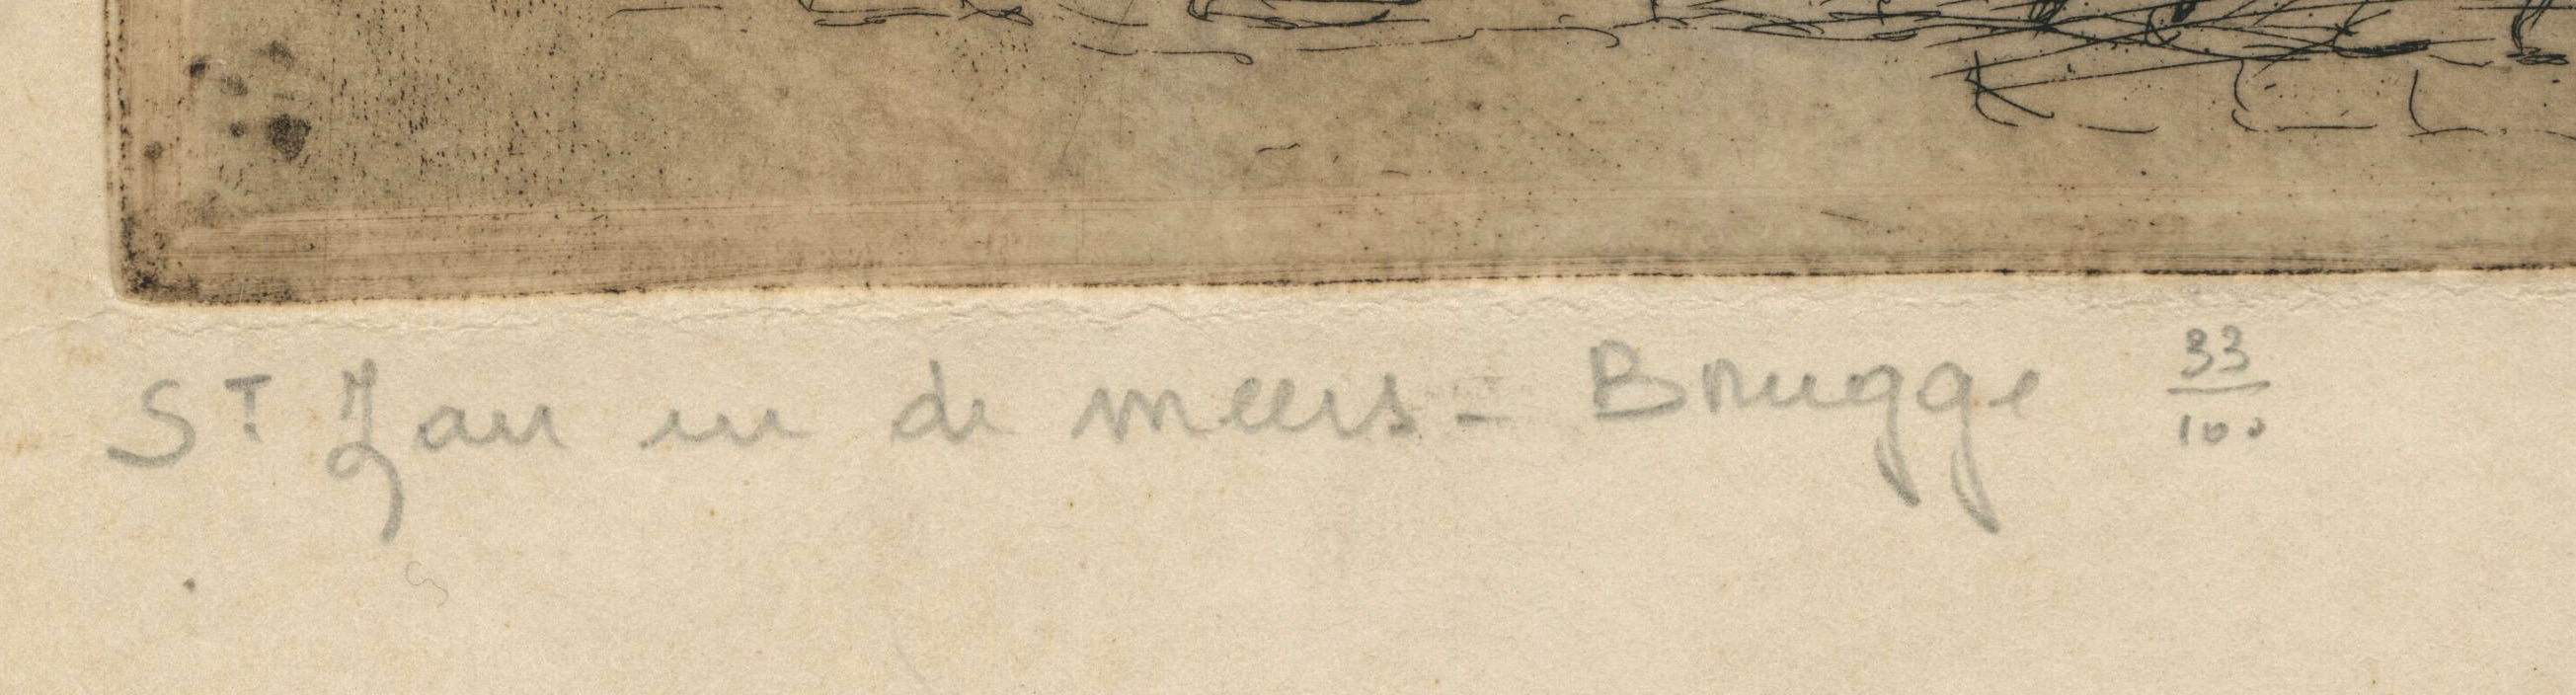 St Jan in de meers - Brugge 33/100